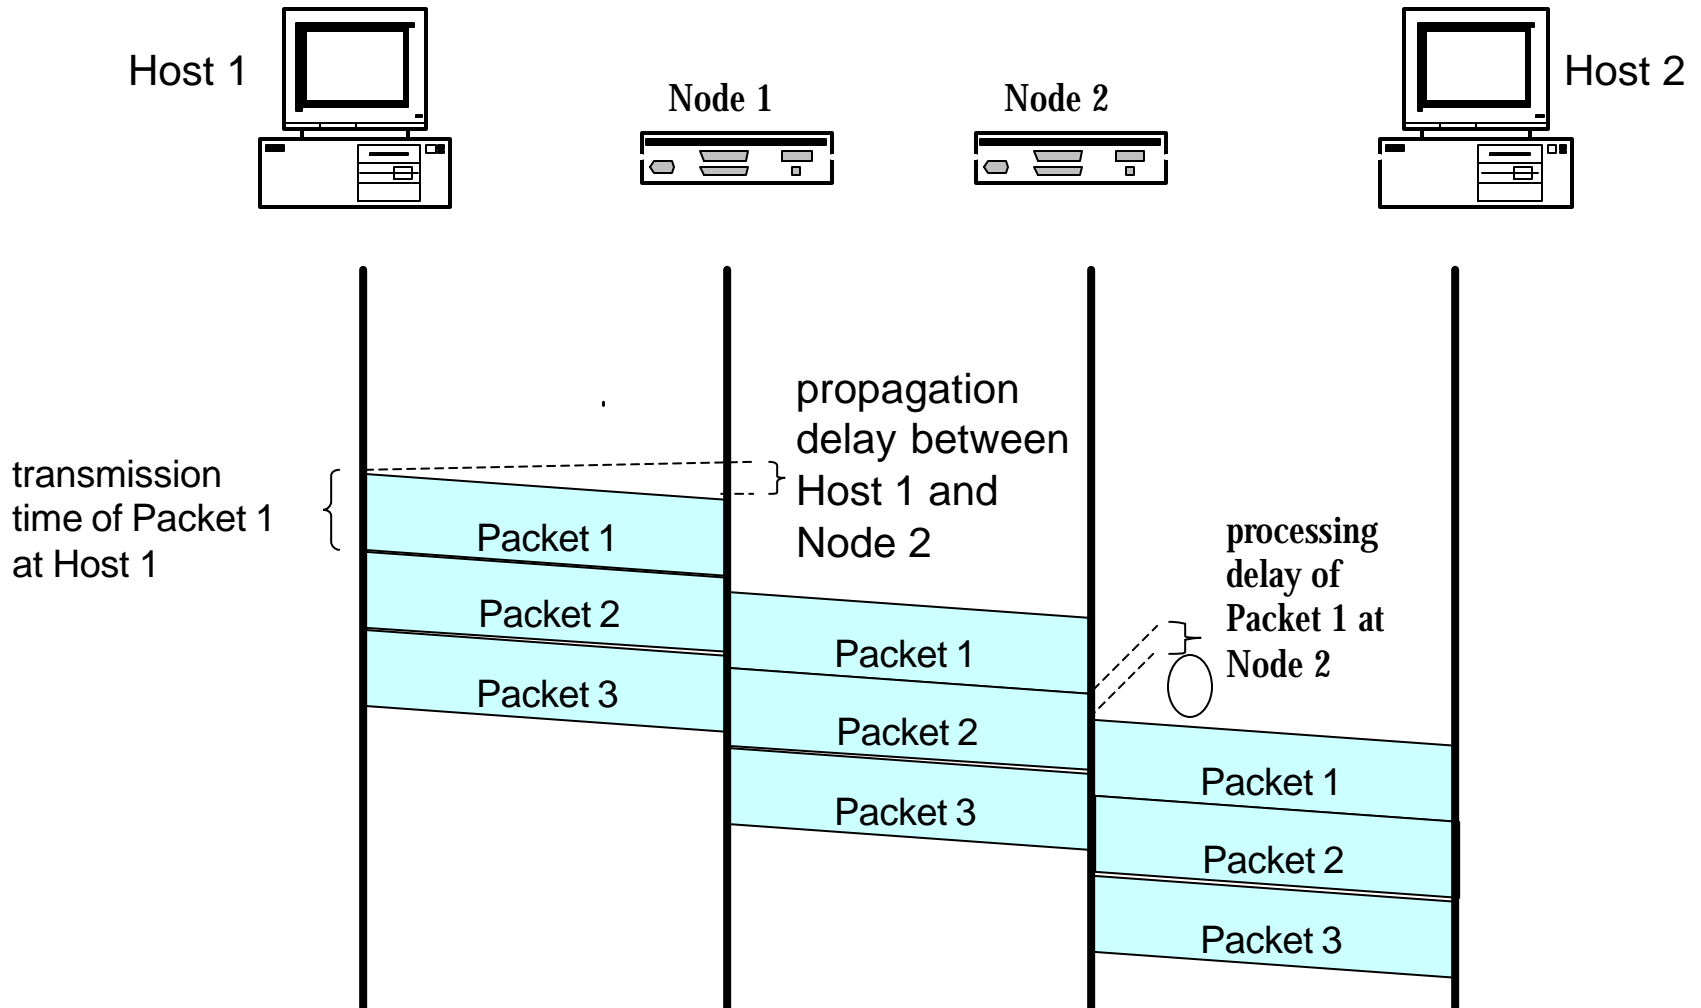 Host 1
Node 1
Node 2
Host 2
propagation
delay between
Host 1 and
Node 2
transmission
time of Packet 1
at Host 1
processing
delay of
Packet 1 at
Node 2
Packet 1
Packet 2
Packet 3
Packet 1
Packet 2
Packet 3
Packet 1
Packet 2
Packet 3